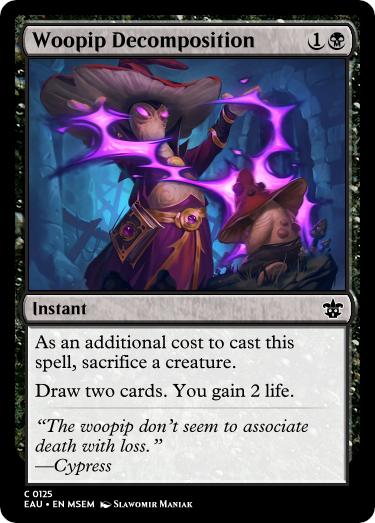 Woopip Decomposition 1
Instant
As an additional cost to cast this
spell, sacrifice a creature.
Draw two cards. You gain 2 life.
“The woopip don’t seem to associate
death with loss.”
—Cypress
C 0125
EAU • EN MSEM Slawomir Maniak